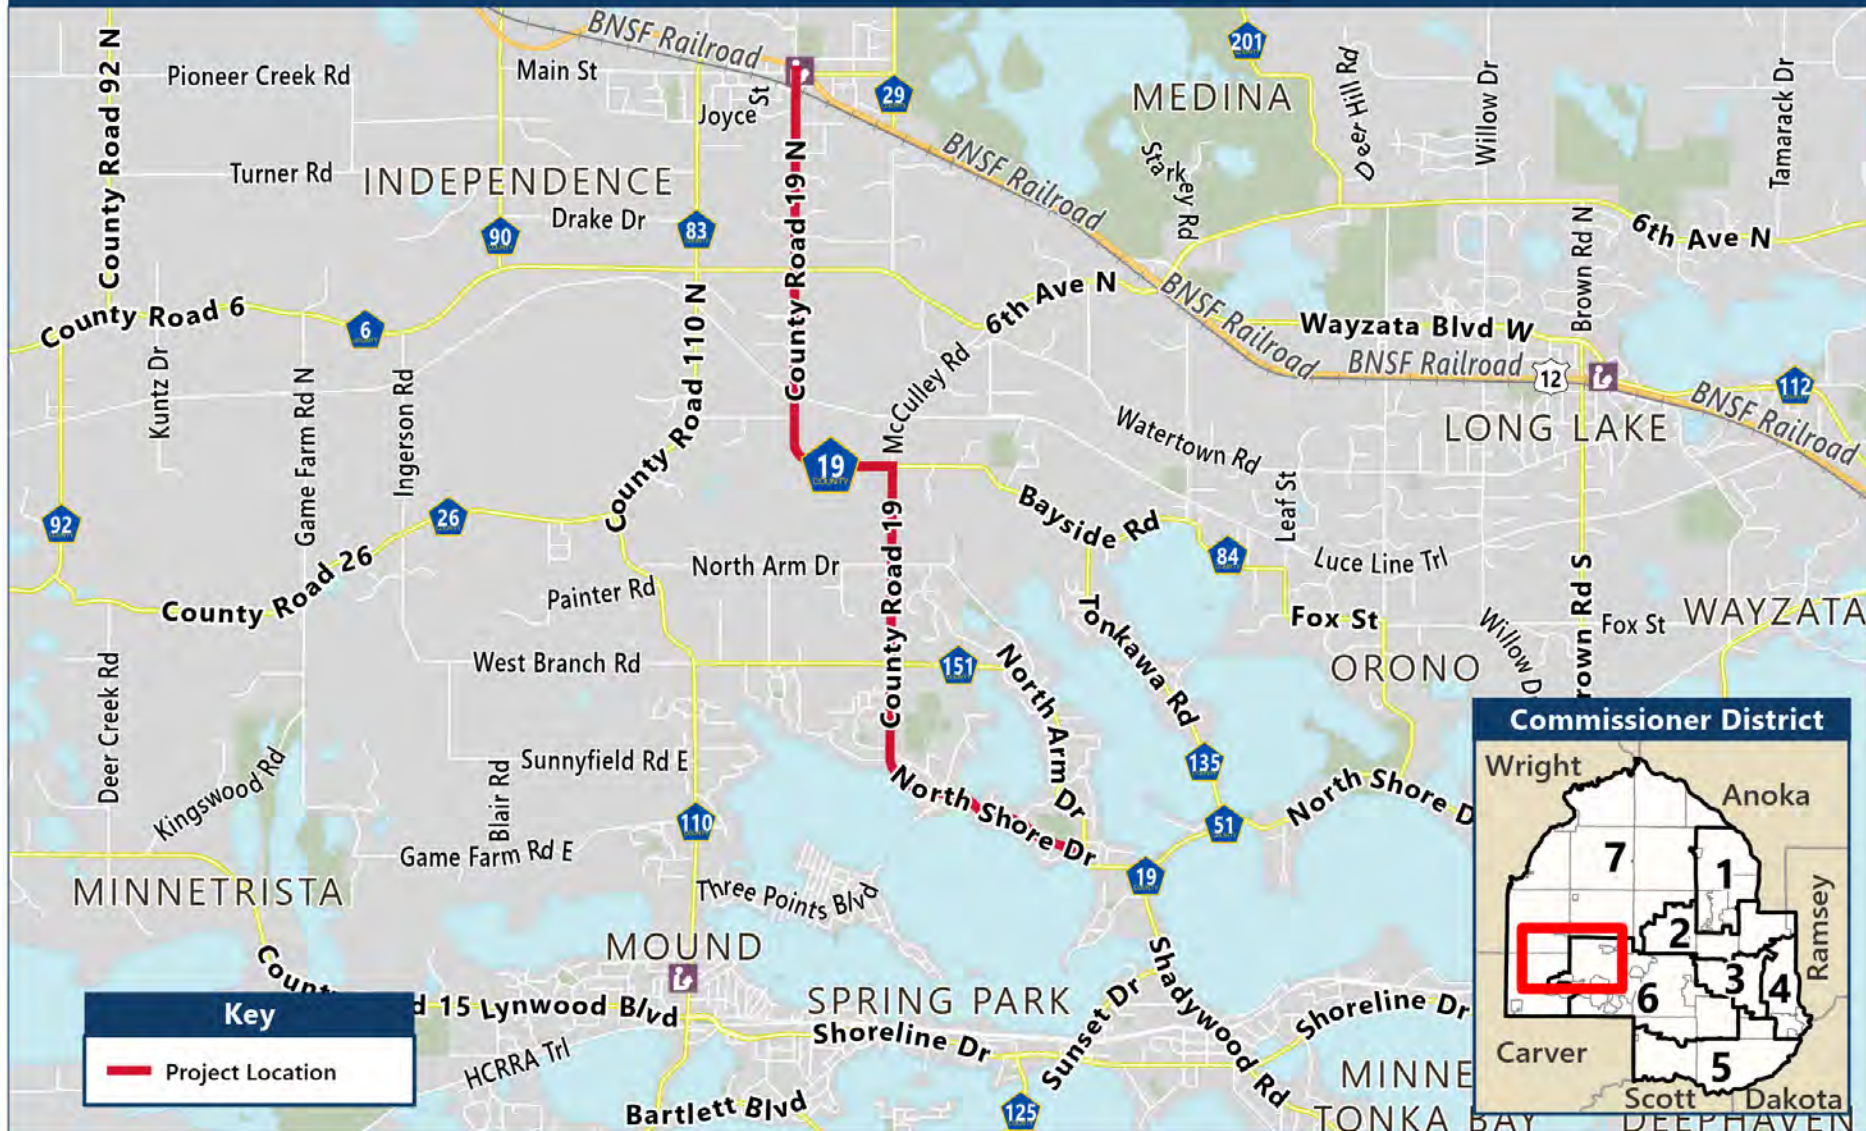 BNSF Railroad
County Road 92 N
Pioneer Creek Rd
Main St
Joyce St
29
201
MEDINA
Deer Hill Rd
Willow Dr
Tamarack Dr
Turner Rd
INDEPENDENCE
Drake Dr
90
83
County Road 19 N
BNSF Railroad
Starkey Rd
6th Ave N
Brown Rd N
County Road 6
6
County Road 110 N
6th Ave N
BNSF Railroad
Wayzata Blvd W
BNSF Railroad
12
112
BNSF Railroad
Kuntz Dr
Game Farm Rd N
Ingerson Rd
McCulley Rd
Watertown Rd
LONG LAKE
19
COUNTY
92
26
Bayside Rd
Leaf St
84
Luce Line Trl
County Road 26
North Arm Dr
Painter Rd
County Road 19
Fox St
Fox St
WAYZATA
Tonkawa Rd
Willow D
rown Rd S
Deer Creek Rd
West Branch Rd
151
North Arm Dr
ORONO
Kingswood Rd
Blair Rd
Sunnyfield Rd E
135
110
North Shore Dr
51
North Shore D
Game Farm Rd E
19
MINNETRISTA
Three Points Blvd
MOUND
Count
d 15 Lynwood Blvd
SPRING PARK
Shoreline Dr
Sunset Dr
Shadywood Rd
Shoreline Dr
HCRRA Trl
Bartlett Blvd
125
MINNE
TONKA BAY
DEEPHAVEN
Key
Project Location
Commissioner District
Wright
Anoka
7
1
2
3
4
6
5
Ramsey
Carver
Scott
Dakota